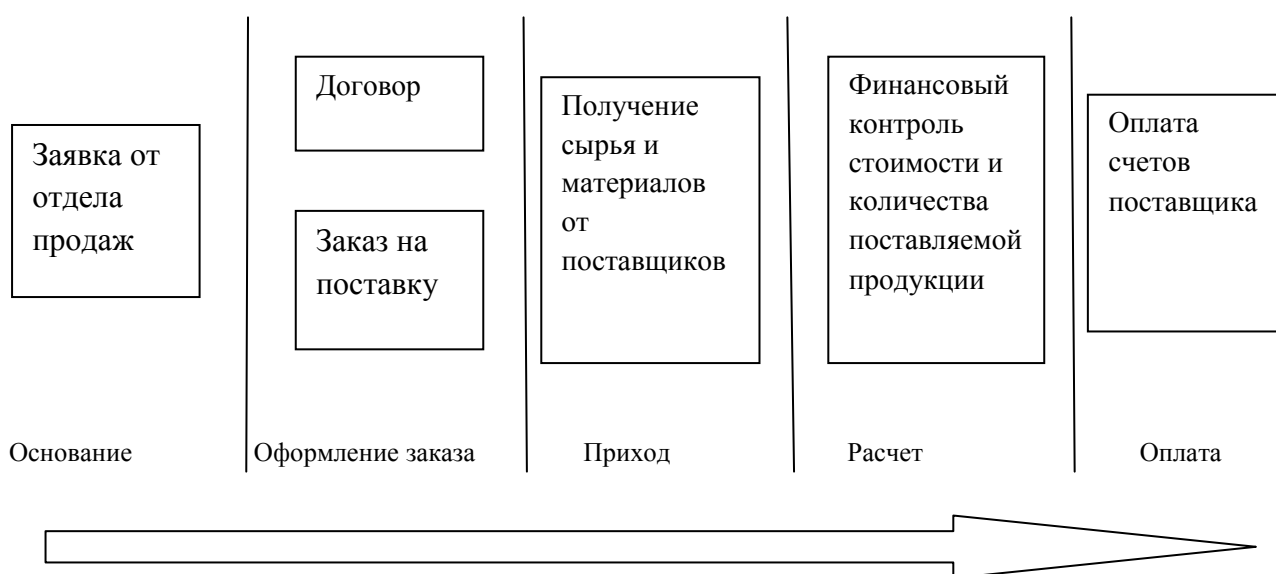 Заявка от
отдела
продаж
Договор
Заказ на
поставку
Получение
сырья и
материалов
от
поставщиков
Финансовый
контроль
стоимости и
количества
поставляемой
продукции
Оплата
счетов
поставщика
Основание
Оформление заказа
Приход
Расчет
Оплата